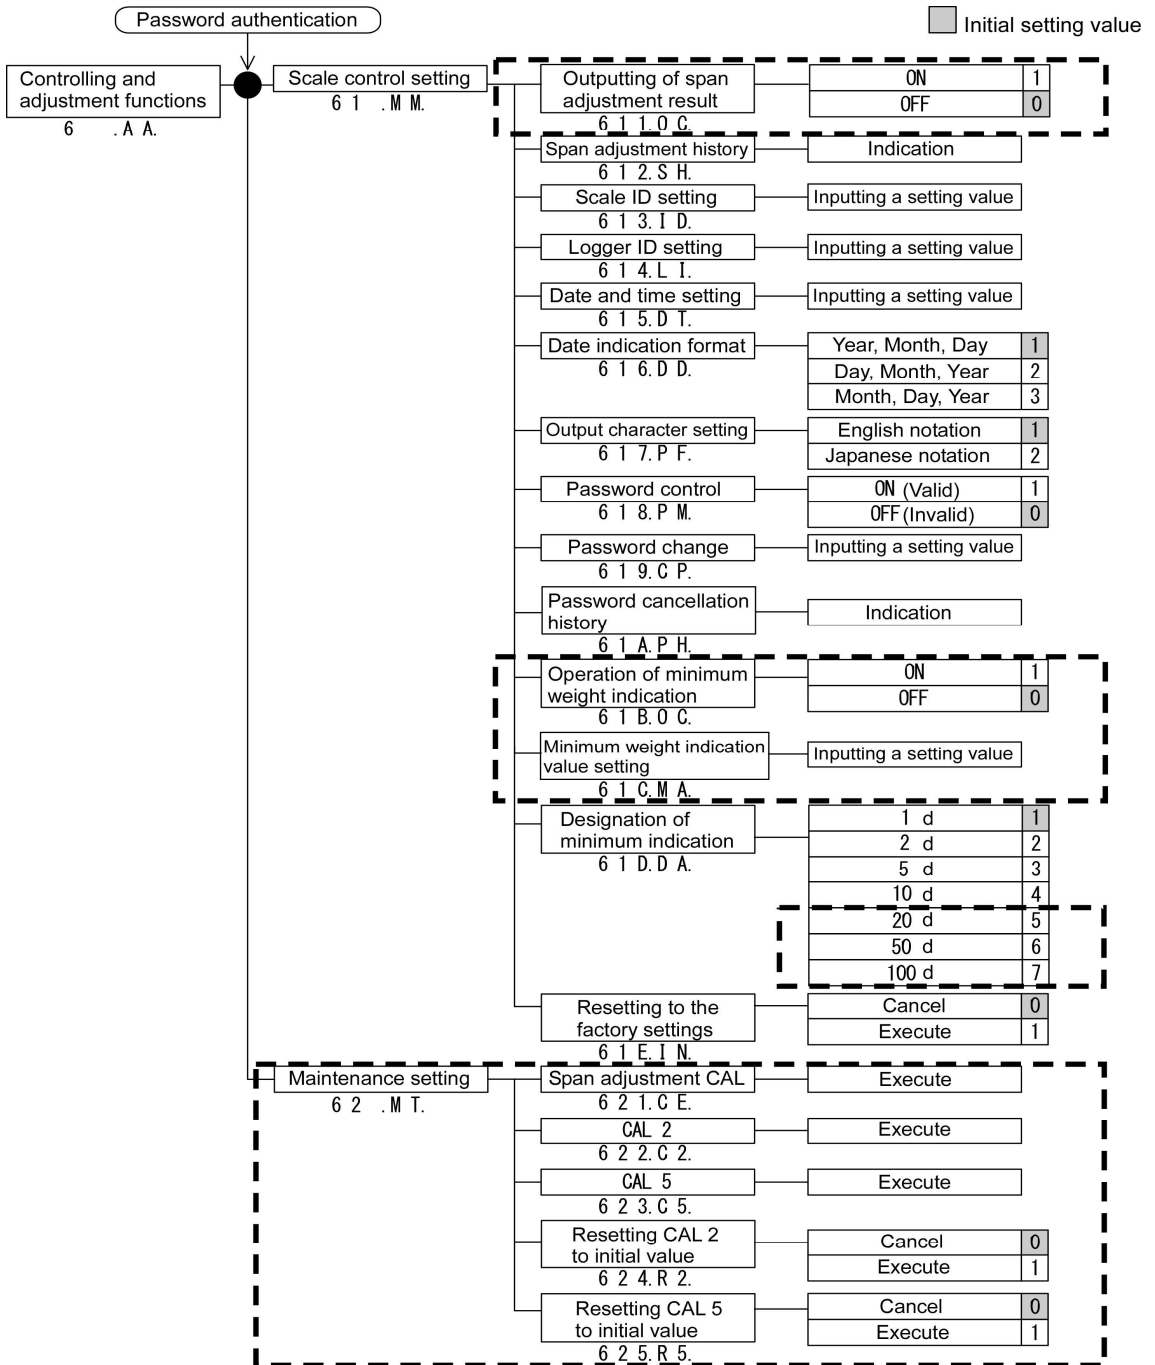 Password authentication
Initial setting value
Controlling and
adjustment functions
6 .A A.
Scale control setting
6 1 .M M.
Outputting of span
adjustment result
6 1 1.O C.
ON 1
OFF 0
Span adjustment history
6 1 2.S H.
Indication
Scale ID setting
6 1 3.I D.
Inputting a setting value
Logger ID setting
6 1 4.L I.
Inputting a setting value
Date and time setting
6 1 5.D T.
Inputting a setting value
Date indication format
6 1 6.D D.
Year, Month, Day 1
Day, Month, Year 2
Month, Day, Year 3
Output character setting
6 1 7.P F.
English notation 1
Japanese notation 2
Password control
6 1 8.P M.
ON (Valid) 1
OFF (Invalid) 0
Password change
6 1 9.C P.
Inputting a setting value
Password cancellation
history
6 1 A.P H.
Indication
Operation of minimum
weight indication
6 1 B.O C.
ON 1
OFF 0
Minimum weight indication
value setting
6 1 C.M A.
Inputting a setting value
Designation of
minimum indication
6 1 D.D A.
1 d 1
2 d 2
5 d 3
10 d 4
20 d 5
50 d 6
100 d 7
Resetting to the
factory settings
6 1 E.I N.
Cancel 0
Execute 1
Maintenance setting
6 2 .M T.
Span adjustment CAL
6 2 1.C E.
Execute
CAL 2
6 2 2.C 2.
Execute
CAL 5
6 2 3.C 5.
Execute
Resetting CAL 2
to initial value
6 2 4.R 2.
Cancel 0
Execute 1
Resetting CAL 5
to initial value
6 2 5.R 5.
Cancel 0
Execute 1